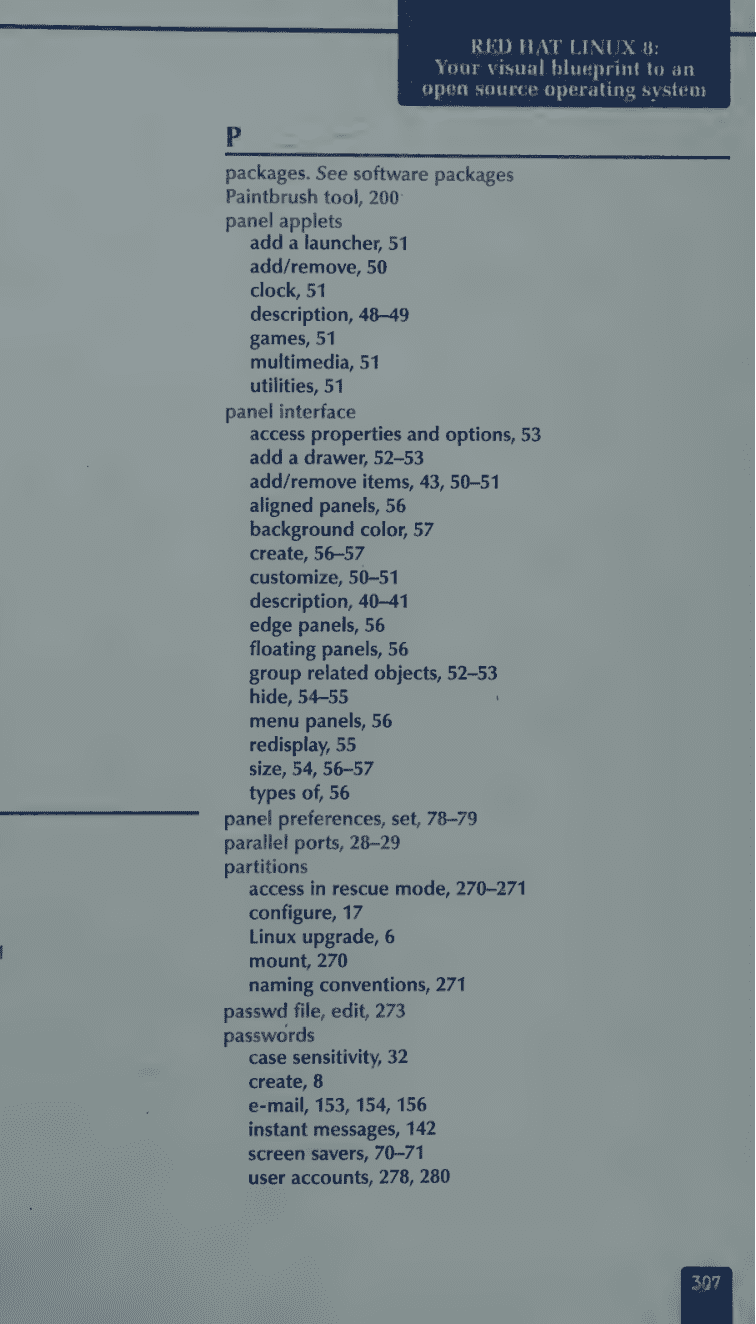 RED HAT LINUX 8:
Your visual blueprint to an
open source operating system
P
packages. See software packages
Paintbrush tool, 200
panel applets
add a launcher, 51
add/remove, 50
clock, 51
description, 48–49
games, 51
multimedia, 51
utilities, 51
panel interface
access properties and options, 53
add a drawer, 52–53
add/remove items, 43, 50–51
aligned panels, 56
background color, 57
create, 56–57
customize, 50–51
description, 40–41
edge panels, 56
floating panels, 56
group related objects, 52–53
hide, 54–55
menu panels, 56
redisplay, 55
size, 54, 56–57
types of, 56
panel preferences, set, 78–79
parallel ports, 28–29
partitions
access in rescue mode, 270–271
configure, 17
Linux upgrade, 6
mount, 270
naming conventions, 271
passwd file, edit, 273
passwords
case sensitivity, 32
create, 8
e-mail, 153, 154, 156
instant messages, 142
screen savers, 70–71
user accounts, 278, 280
307